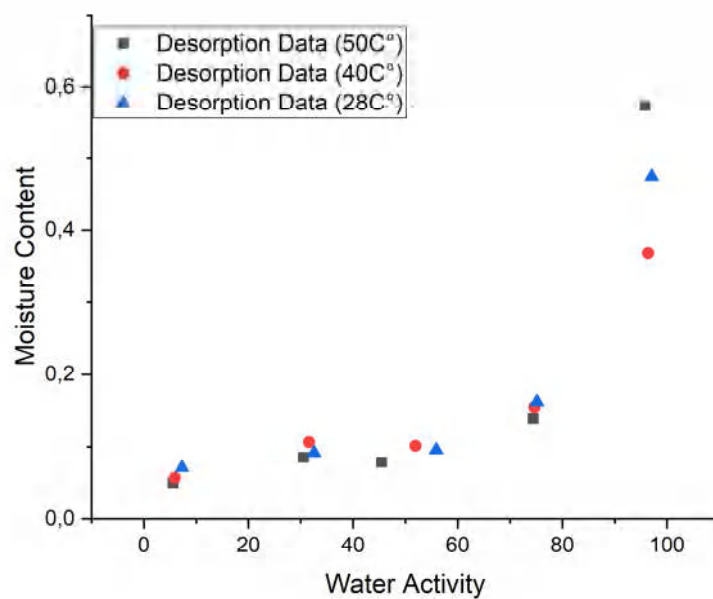 Desorption Data (50C°)
Desorption Data (40C°)
Desorption Data (28C°)
0,6
0,4
0,2
0,0
Moisture Content
0 20 40 60 80 100
Water Activity